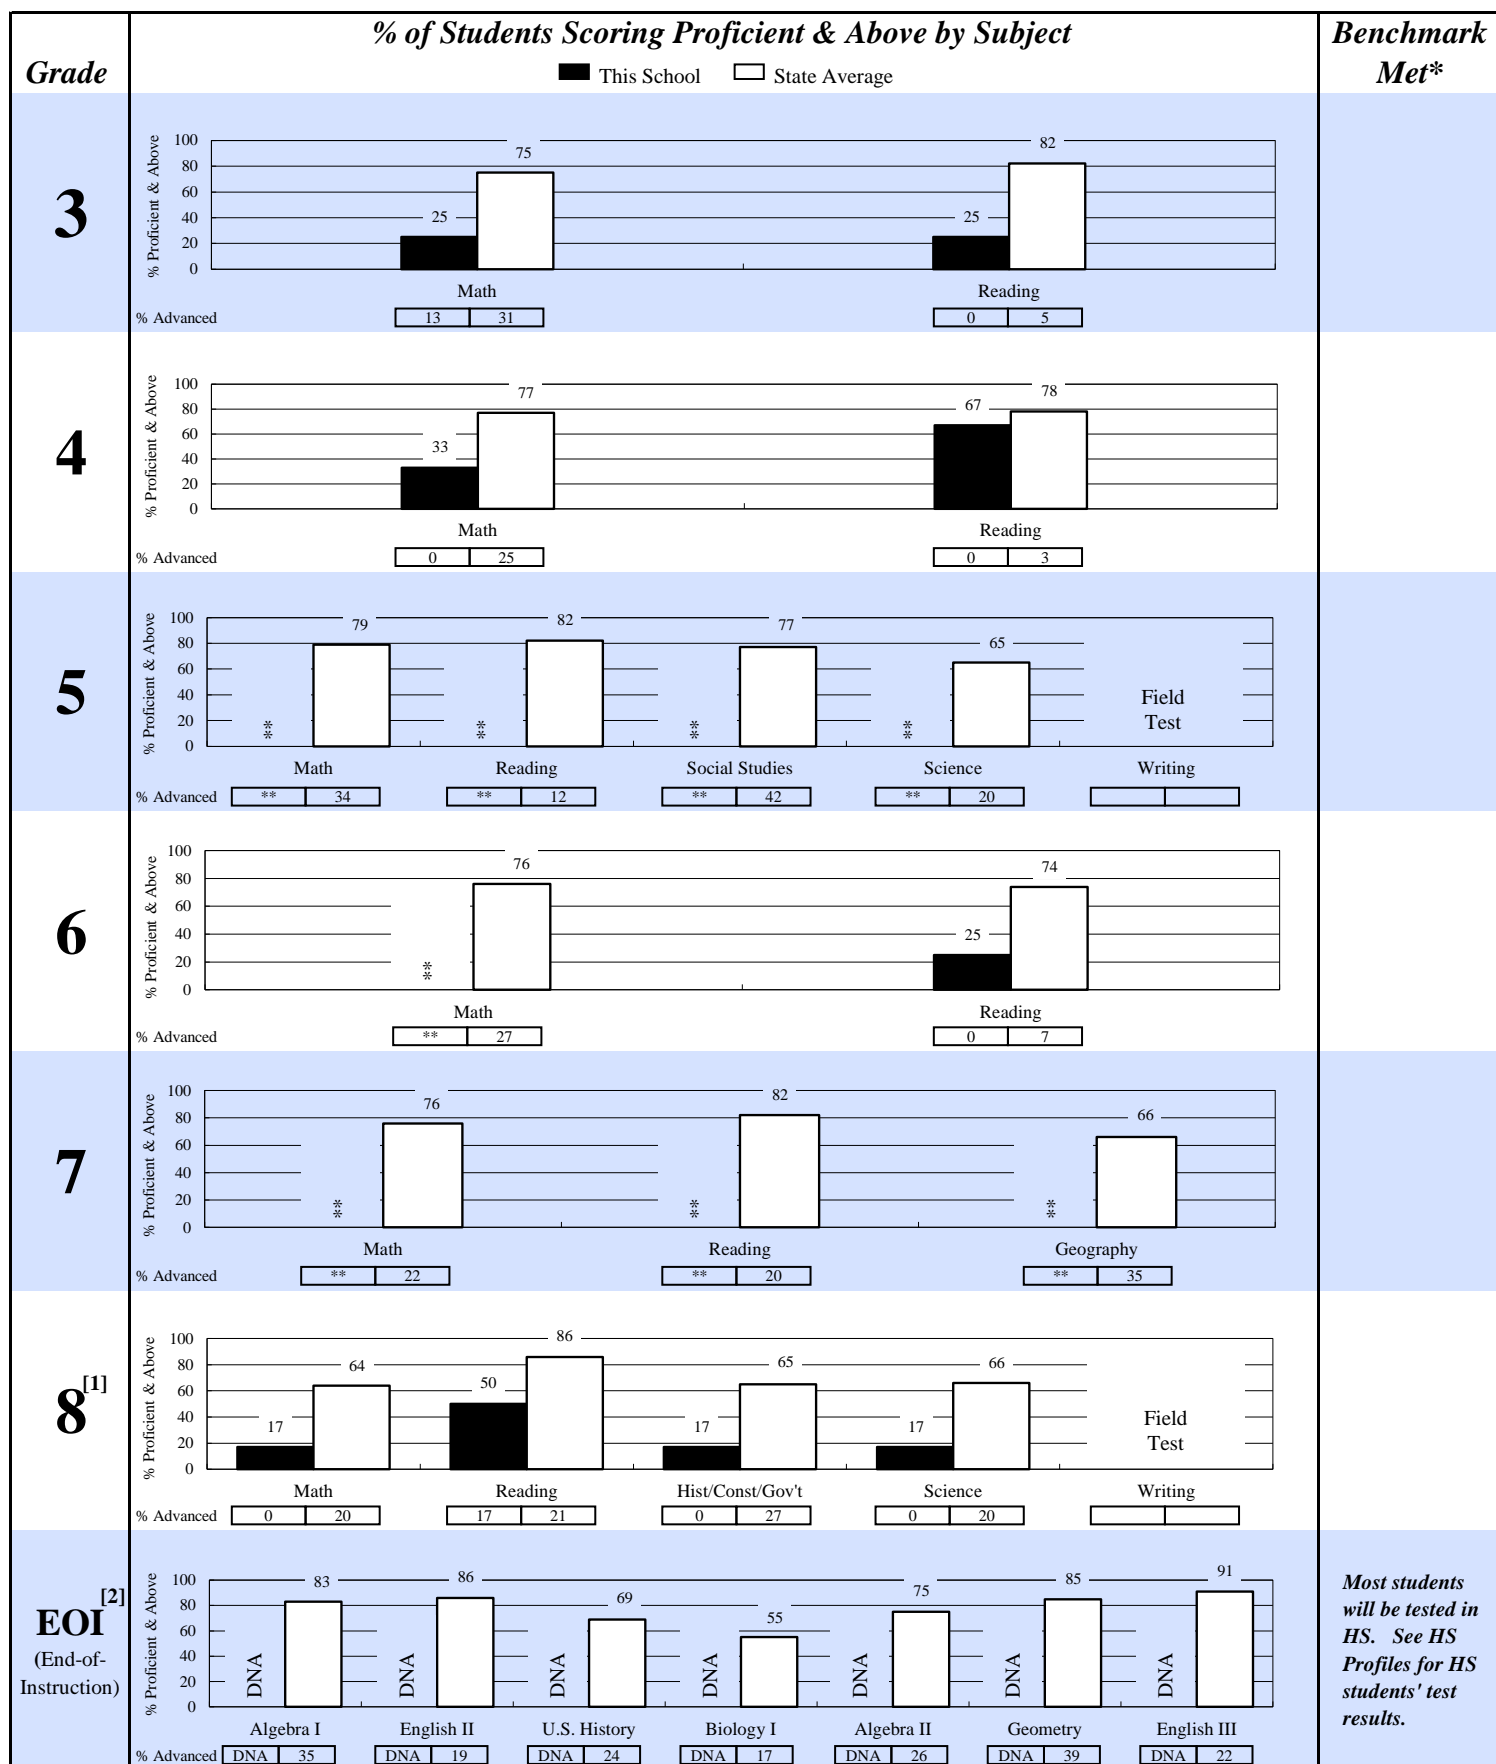 % of Students Scoring Proficient & Above by Subject
Benchmark
Met*
Grade
This School State Average
3
% Proficient & Above
100
80
60
40
20
0
25 75 25 82
Math Reading
% Advanced 13 31 0 5
4
% Proficient & Above
100
80
60
40
20
0
33 77 67 78
Math Reading
% Advanced 0 25 0 3
5
% Proficient & Above
100
80
60
40
20
0
** 79 ** 82 ** 77 ** 65 Field
Test
Math Reading Social Studies Science Writing
% Advanced ** 34 ** 12 ** 42 ** 20
6
% Proficient & Above
100
80
60
40
20
0
** 76 25 74
Math Reading
% Advanced ** 27 0 7
7
% Proficient & Above
100
80
60
40
20
0
** 76 ** 82 ** 66
Math Reading Geography
% Advanced ** 22 ** 20 ** 35
8[1]
% Proficient & Above
100
80
60
40
20
0
17 64 50 86 17 65 17 66 Field
Test
Math Reading Hist/Const/Gov't Science Writing
% Advanced 0 20 17 21 0 27 0 20
EOI[2]
(End-of-
Instruction)
% Proficient & Above
100
80
60
40
20
0
DNA 83 DNA 86 DNA 69 DNA 55 DNA 75 DNA 85 DNA 91
Algebra I English II U.S. History Biology I Algebra II Geometry English III
% Advanced DNA 35 DNA 19 DNA 24 DNA 17 DNA 26 DNA 39 DNA 22
Most students
will be tested in
HS. See HS
Profiles for HS
students' test
results.